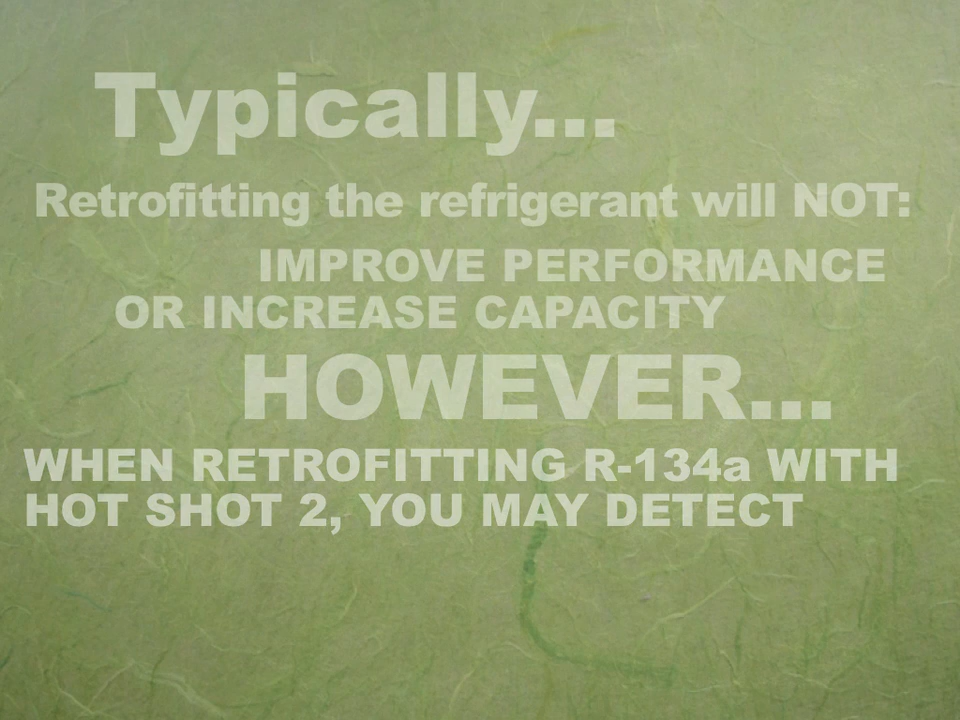 Typically...
Retrofitting the refrigerant will NOT:
IMPROVE PERFORMANCE
OR INCREASE CAPACITY
HOWEVER...
WHEN RETROFITTING R-134a WITH
HOT SHOT 2, YOU MAY DETECT